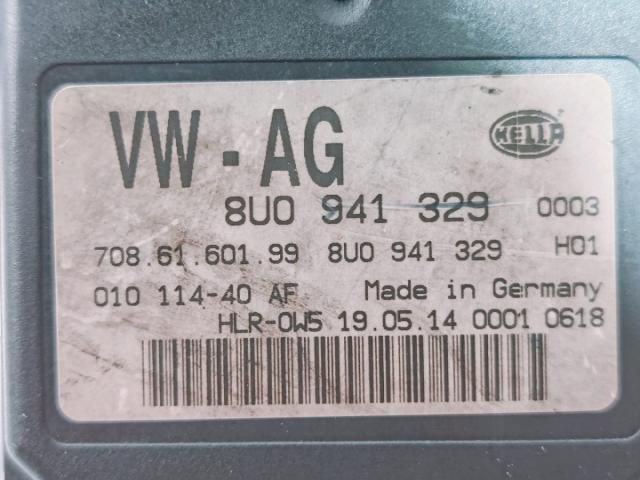 VW-AG
HELLA
8U0 941 329 0003
708.61.601.99 8U0 941 329 H01
010 114-40 AF Made in Germany
HLR-0W5 19.05.14 0001 0618